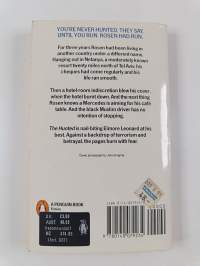 YOU'RE NEVER HUNTED, THEY SAY,
UNTIL YOU RUN. ROSEN HAD RUN.
For three years Rosen had been living in
another country under a different name.
Hanging out in Netanya, a moderately known
resort twenty miles north of Tel Aviv his
cheques had come regularly and his
life ran smooth.
Then a hotel-room indiscretion blew his cover
when the hotel burnt down. And the next thing
Rosen knows a Mercedes is aiming for his café
table. And the black Muslim driver has no
intention of stopping.
The Hunted is nail-biting Elmore Leonard at his
best. Against a backdrop of terrorism and
betrayal, the pages burn with fear.
A PENGUIN BOOK
Fiction
U.K.
AUST.
N.Z.